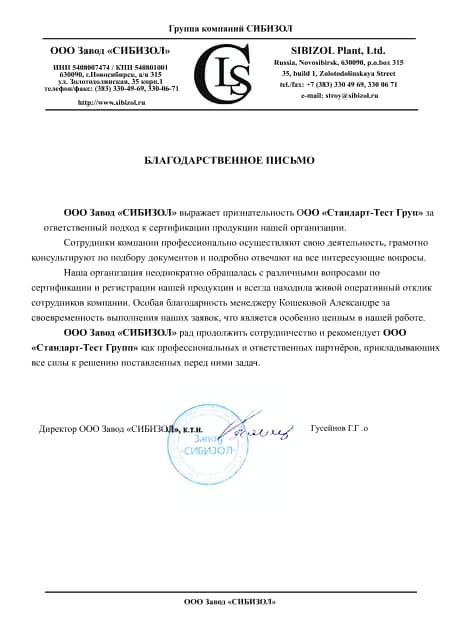 Группа компаний СИБИЗОЛ
ООО Завод «СИБИЗОЛ»
ИНН 5408007474 / КПП 540801001
630090, г.Новосибирск, а/я 315
ул. Золотодолинская, 35 корп.1
телефон/факс: (383) 330-49-69, 330-06-71
http://www.sibizol.ru
CLS
SIBIZOL Plant, Ltd.
Russia, Novosibirsk, 630090, p.o.box 315
35, build 1, Zolotodolinskaya Street
tel./fax: +7 (383) 330 49 69, 330 06 71
e-mail: stroy@sibizol.ru
БЛАГОДАРСТВЕННОЕ ПИСЬМО
ООО Завод «СИБИЗОЛ» выражает признательность ООО «Стандарт-Тест Груп» за
ответственный подход к сертификации продукции нашей организации.
Сотрудники компании профессионально осуществляют свою деятельность, грамотно
консультируют по подбору документов и подробно отвечают на все интересующие вопросы.
Наша организация неоднократно обращалась с различными вопросами по
сертификации и регистрации нашей продукции и всегда находила живой оперативный отклик
сотрудников компании. Особая благодарность менеджеру Кошековой Александре за
своевременность выполнения наших заявок, что является особенно ценным в нашей работе.
ООО Завод «СИБИЗОЛ» рад продолжить сотрудничество и рекомендует ООО
«Стандарт-Тест Групп» как профессиональных и ответственных партнёров, прикладывающих
все силы к решению поставленных перед ними задач.
Директор ООО Завод «СИБИЗОЛ», к.т.н.
Гусейнов Г.Г .о
Завод
«СИБИЗОЛ»
ООО Завод «СИБИЗОЛ»